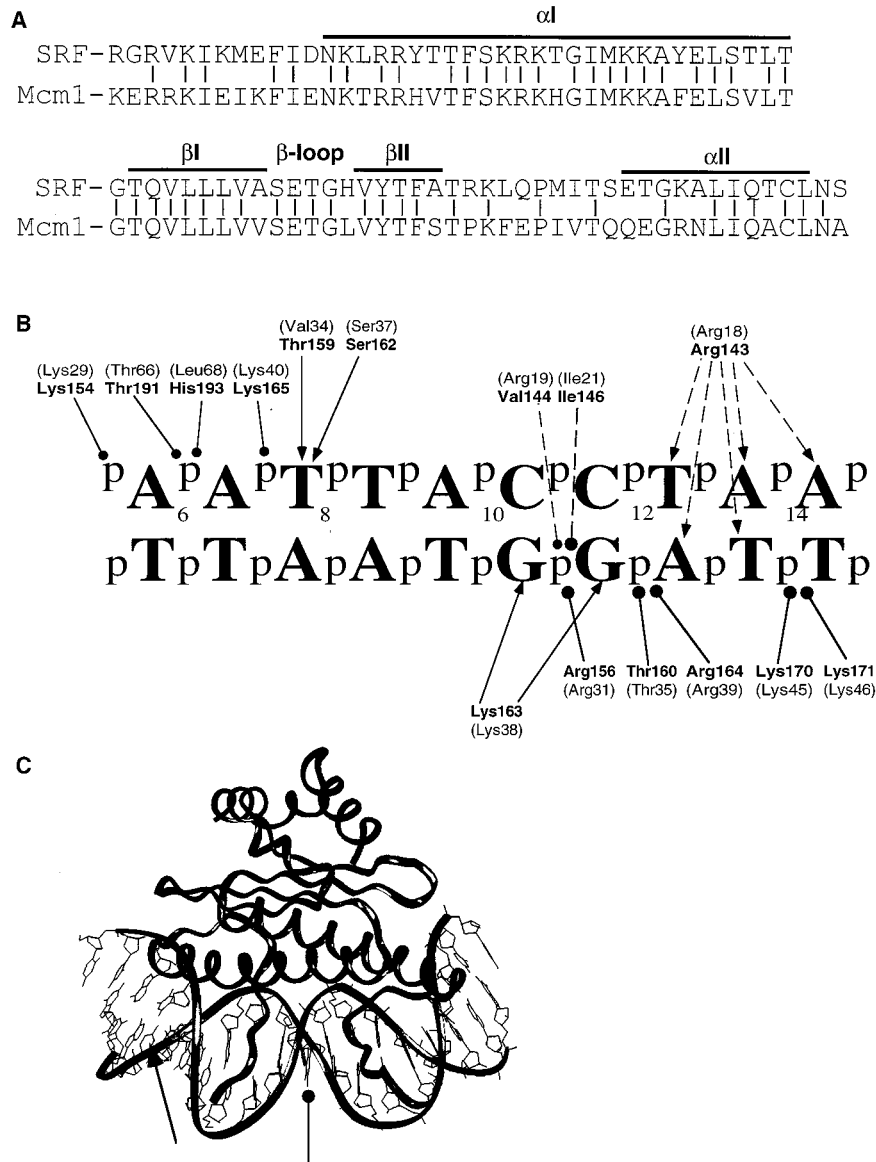 A
αI
SRF-RGRVKIKMEFIDNKLRRYTTFSKRKTGIMKKAYELSTLT
Mcm1-KERRKIEIKFIENKTRRHVTFSKRKHGIMKKAFELSVLT
βI β-loop βII αII
SRF-GTQVLLLVASETGHVYTFATRKLQPMITSETGKALIQTCLNS
Mcm1-GTQVLLLVVSETGLVYTFSTPKFEPIVTQQEGRNLIQACLNA
B
(Val34) (Ser37) (Arg18)
Thr159 Ser162 Arg143
(Lys29) (Thr66) (Leu68) (Lys40) (Arg19) (Ile21)
Lys154 Thr191 His193 Lys165 Val144 Ile146
pApApTpTpApCpCpTpApAp
6 8 10 12 14
pTpTpApApTpGpGpApTpTp
Arg156 Thr160 Arg164 Lys170 Lys171
(Arg31) (Thr35) (Arg39) (Lys45) (Lys46)
Lys163
(Lys38)
C